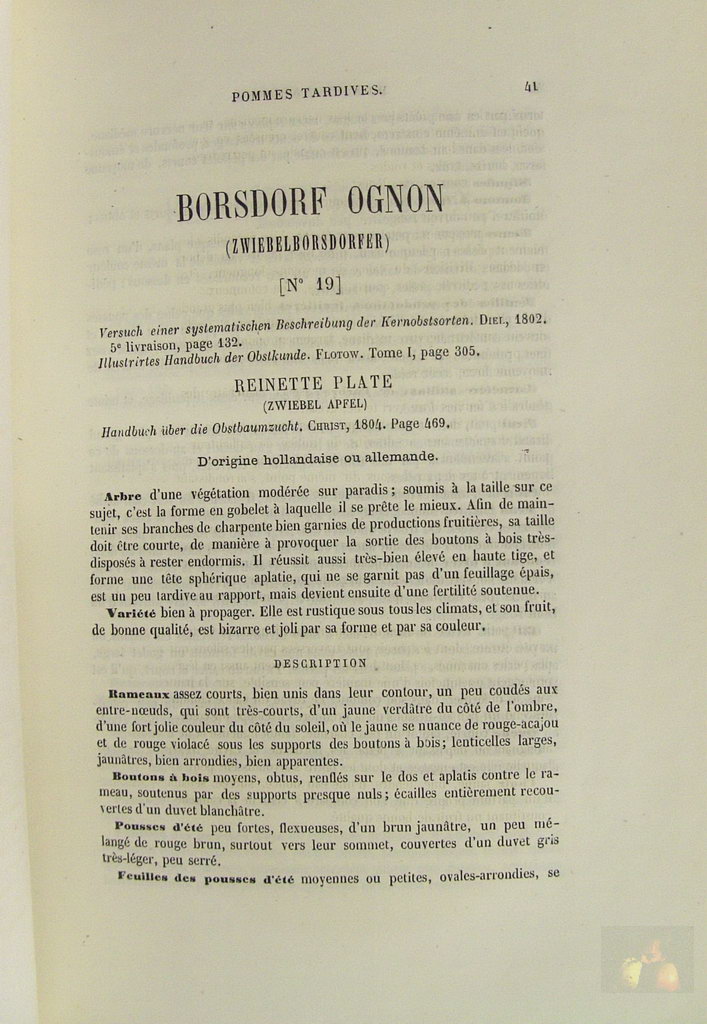 POMMES TARDIVES. 41
BORSDORF OGNON
(ZWIEBELBORSDORFER)
[N° 19]
Versuch einer systematischen Beschreibung der Kernobstsorten. DIEL, 1802.
5e livraison, page 132.
Illustrirtes Handbuch der Obstkunde. FLOTOW. Tome I, page 305.
REINETTE PLATE
(ZWIEBEL APFEL)
Handbuch über die Obstbaumzucht. CHRIST, 1804. Page 469.
D'origine hollandaise ou allemande.
Arbre d'une végétation modérée sur paradis; soumis à la taille sur ce
sujet, c'est la forme en gobelet à laquelle il se prête le mieux. Afin de main-
tenir ses branches de charpente bien garnies de productions fruitières, sa taille
doit être courte, de manière à provoquer la sortie des boutons à bois très-
disposés à rester endormis. Il réussit aussi très-bien élevé en haute tige, et
forme une tête sphérique aplatie, qui ne se garnit pas d'un feuillage épais,
est un peu tardive au rapport, mais devient ensuite d'une fertilité soutenue.
Variété bien à propager. Elle est rustique sous tous les climats, et son fruit,
de bonne qualité, est bizarre et joli par sa forme et par sa couleur.
DESCRIPTION
Rameaux assez courts, bien unis dans leur contour, un peu coudés aux
entre-nœuds, qui sont très-courts, d'un jaune verdâtre du côté de l'ombre,
d'une fort jolie couleur du côté du soleil, où le jaune se nuance de rouge-acajou
et de rouge violacé sous les supports des boutons à bois; lenticelles larges,
jaunâtres, bien arrondies, bien apparentes.
Boutons à bois moyens, obtus, renflés sur le dos et aplatis contre le ra-
meau, soutenus par des supports presque nuls; écailles entièrement recou-
vertes d'un duvet blanchâtre.
Pousses d'été peu fortes, flexueuses, d'un brun jaunâtre, un peu mé-
langé de rouge brun, surtout vers leur sommet, couvertes d'un duvet gris
très-léger, peu serré.
Feuilles des pousses d'été moyennes ou petites, ovales-arrondies, se